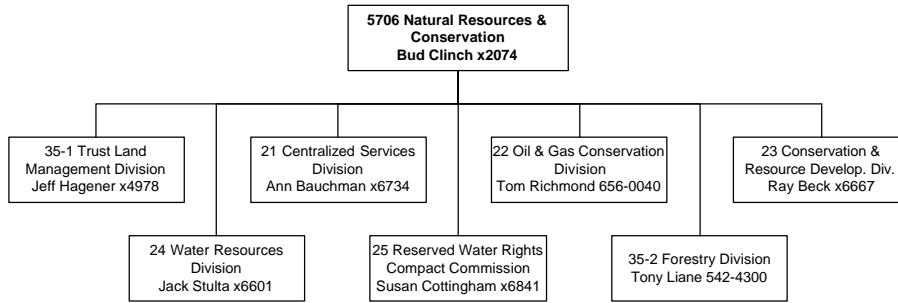 5706 Natural Resources &
Conservation
Bud Clinch x2074
35-1 Trust Land
Management Division
Jeff Hagener x4978
21 Centralized Services
Division
Ann Bauchman x6734
22 Oil & Gas Conservation
Division
Tom Richmond 656-0040
23 Conservation &
Resource Develop. Div.
Ray Beck x6667
24 Water Resources
Division
Jack Stulta x6601
25 Reserved Water Rights
Compact Commission
Susan Cottingham x6841
35-2 Forestry Division
Tony Liane 542-4300